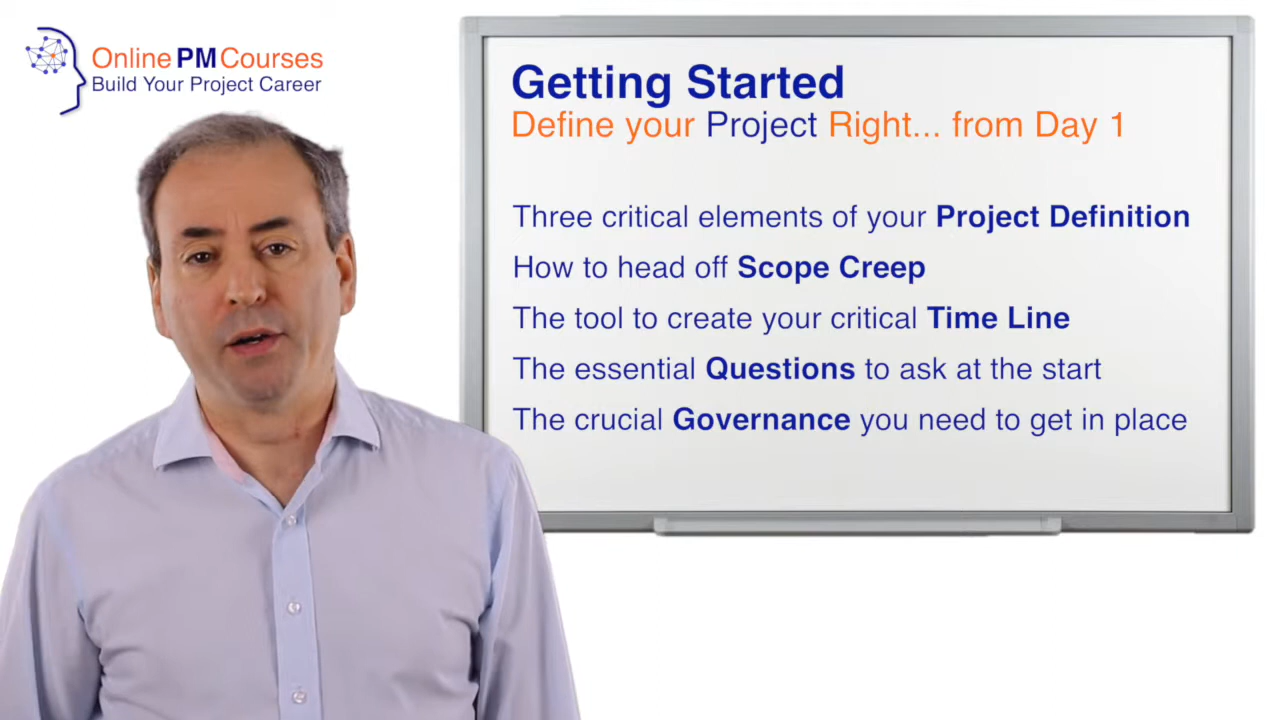 Online PM Courses
Build Your Project Career
Getting Started
Define your Project Right... from Day 1
Three critical elements of your Project Definition
How to head off Scope Creep
The tool to create your critical Time Line
The essential Questions to ask at the start
The crucial Governance you need to get in place